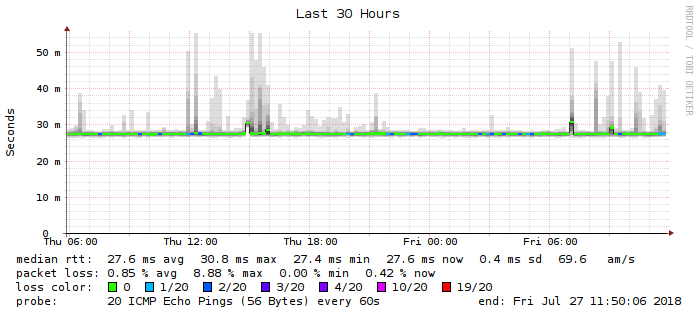 Last 30 Hours
RRDTOOL / TOBI OETIKER
Seconds
50 m
40 m
30 m
20 m
10 m
0
Thu 06:00 Thu 12:00 Thu 18:00 Fri 00:00 Fri 06:00
median rtt: 27.6 ms avg 30.8 ms max 27.4 ms min 27.6 ms now 0.4 ms sd 69.6 am/s
packet loss: 0.85 % avg 8.88 % max 0.00 % min 0.42 % now
loss color: 0 1/20 2/20 3/20 4/20 10/20 19/20
probe: 20 ICMP Echo Pings (56 Bytes) every 60s end: Fri Jul 27 11:50:06 2018